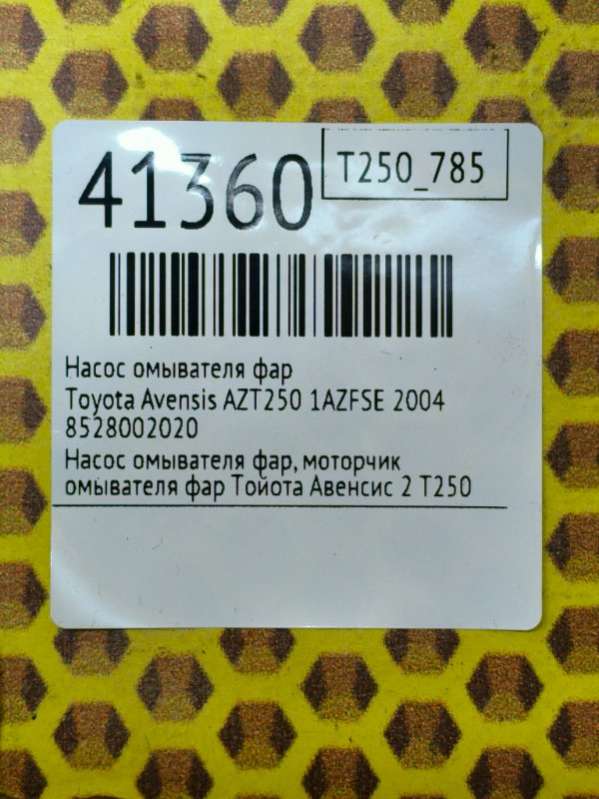 41360
T250_785
Насос омывателя фар
Toyota Avensis AZT250 1AZFSE 2004
8528002020
Насос омывателя фар, моторчик
омывателя фар Тойота Авенсис 2 T250